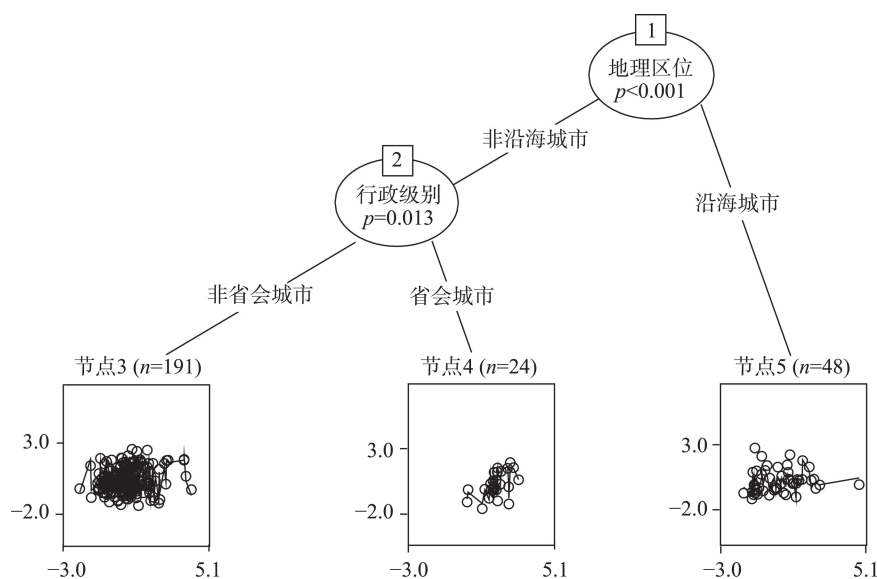 1
地理区位
p<0.001
非沿海城市
沿海城市
2
行政级别
p=0.013
非省会城市
省会城市
节点3 (n=191)
3.0
−2.0
−3.0
5.1
节点4 (n=24)
3.0
−2.0
−3.0
5.1
节点5 (n=48)
3.0
−2.0
−3.0
5.1